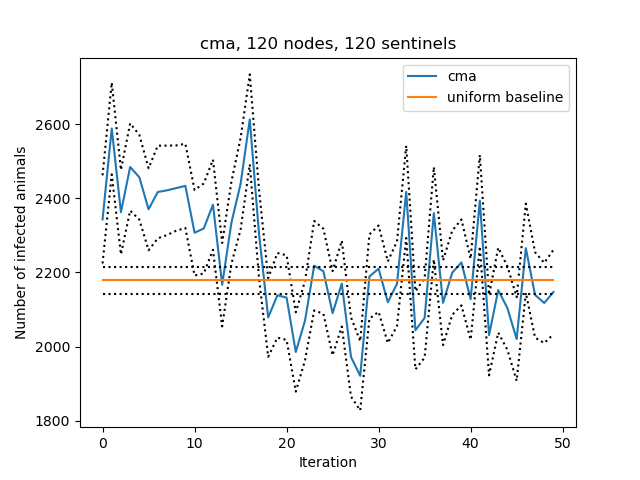 cma, 120 nodes, 120 sentinels
cma
uniform baseline
Number of infected animals
2600
2400
2200
2000
1800
0 10 20 30 40 50
Iteration